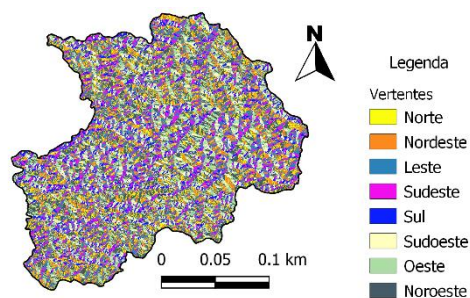 N
Legenda
Vertentes
Norte
Nordeste
Leste
Sudeste
Sul
Sudoeste
Oeste
Noroeste
0 0.05 0.1 km